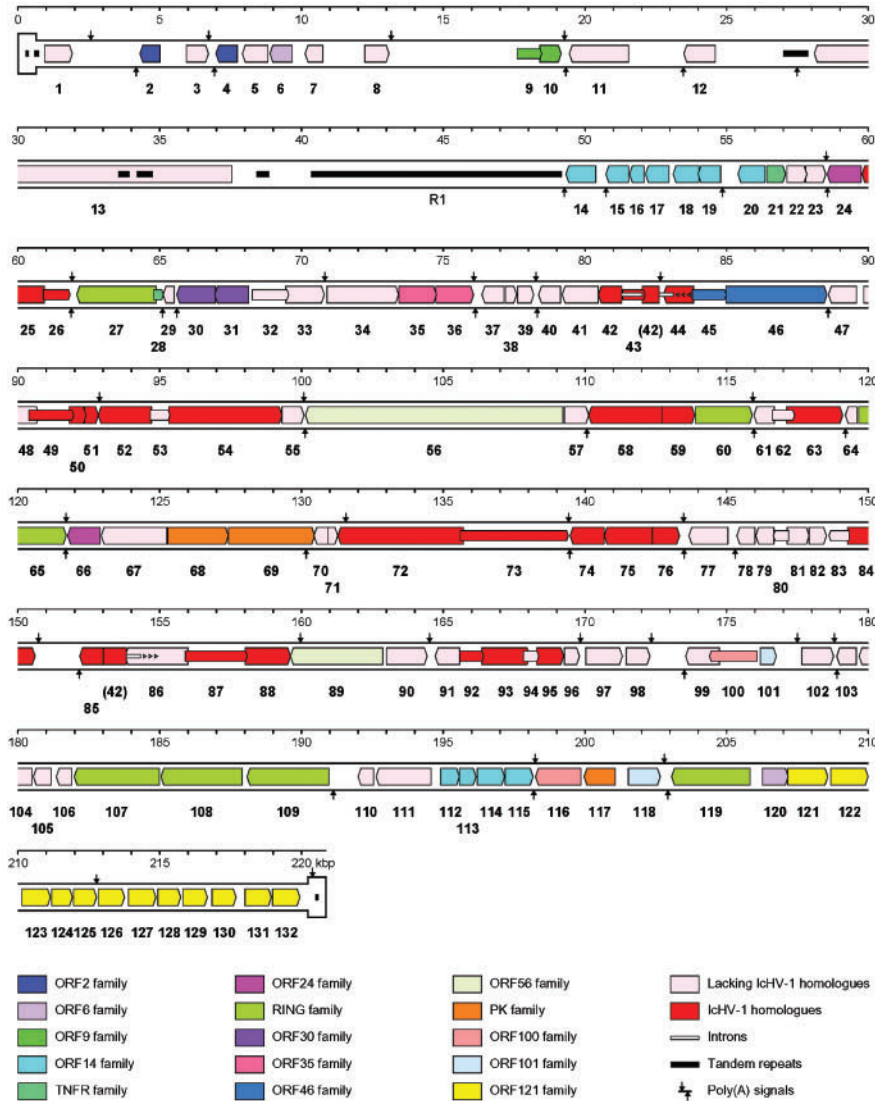 0 5 10 15 20 25 30
1 2 3 4 5 6 7 8 9 10 11 12
30 35 40 45 50 55 60
13 R1 14 15 16 17 18 19 20 21 22 23 24
60 65 70 75 80 85 90
25 26 27 28 29 30 31 32 33 34 35 36 37 38 39 40 41 42 43 (42) 44 45 46 47
90 95 100 105 110 115 120
48 49 50 51 52 53 54 55 56 57 58 59 60 61 62 63 64
120 125 130 135 140 145 150
65 66 67 68 69 70 71 72 73 74 75 76 77 78 79 80 81 82 83 84
150 155 160 165 170 175 180
85 (42) 86 87 88 89 90 91 92 93 94 95 96 97 98 99 100 101 102 103
180 185 190 195 200 205 210
104 105 106 107 108 109 110 111 112 113 114 115 116 117 118 119 120 121 122
210 215 220 kbp
123 124 125 126 127 128 129 130 131 132
ORF2 family ORF24 family ORF56 family Lacking IcHV-1 homologues
ORF6 family RING family PK family IcHV-1 homologues
ORF9 family ORF30 family ORF100 family Introns
ORF14 family ORF35 family ORF101 family Tandem repeats
TNFR family ORF46 family ORF121 family Poly(A) signals